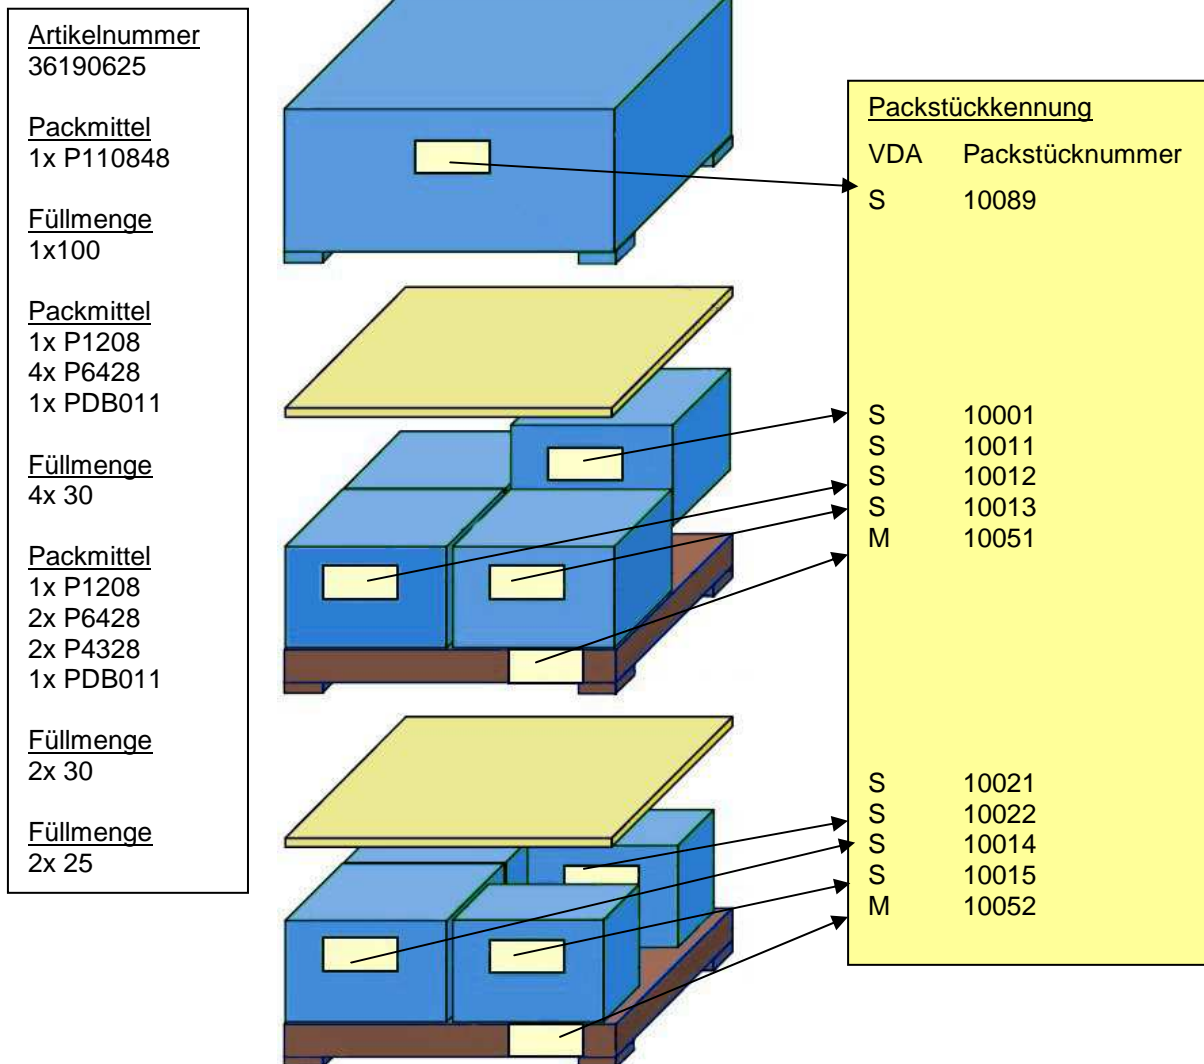 Artikelnummer
36190625
Packmittel
1x P110848
Füllmenge
1x100
Packmittel
1x P1208
4x P6428
1x PDB011
Füllmenge
4x 30
Packmittel
1x P1208
2x P6428
2x P4328
1x PDB011
Füllmenge
2x 30
Füllmenge
2x 25
Packstückkennung
VDA Packstücknummer
S 10089
S 10001
S 10011
S 10012
S 10013
M 10051
S 10021
S 10022
S 10014
S 10015
M 10052